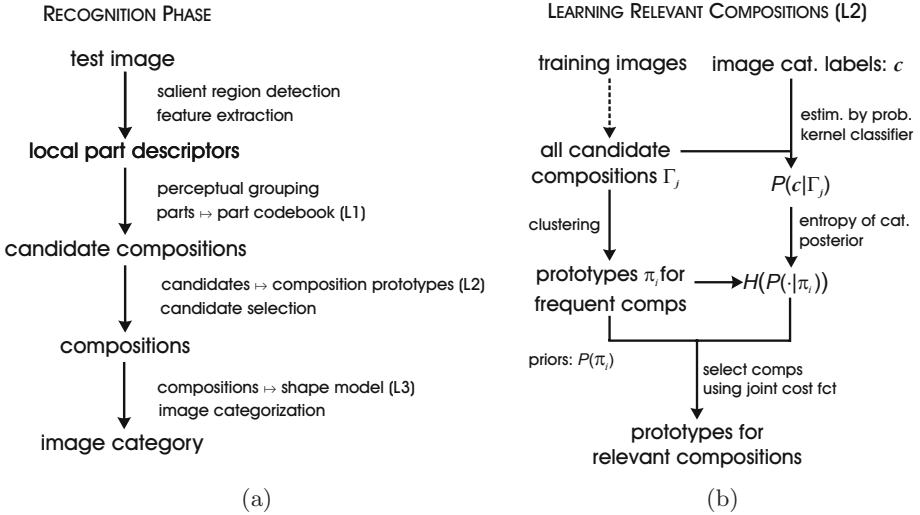 RECOGNITION PHASE
test image
salient region detection
feature extraction
local part descriptors
perceptual grouping
parts ↦ part codebook (L1)
candidate compositions
candidates ↦ composition prototypes (L2)
candidate selection
compositions
compositions ↦ shape model (L3)
image categorization
image category
(a)
LEARNING RELEVANT COMPOSITIONS (L2)
training images
image cat. labels: c
estim. by prob.
kernel classifier
all candidate
compositions Γj
P(c|Γj)
clustering
entropy of cat.
posterior
prototypes πi for
frequent comps
H(P(·|πi))
priors: P(πi)
select comps
using joint cost fct
prototypes for
relevant compositions
(b)